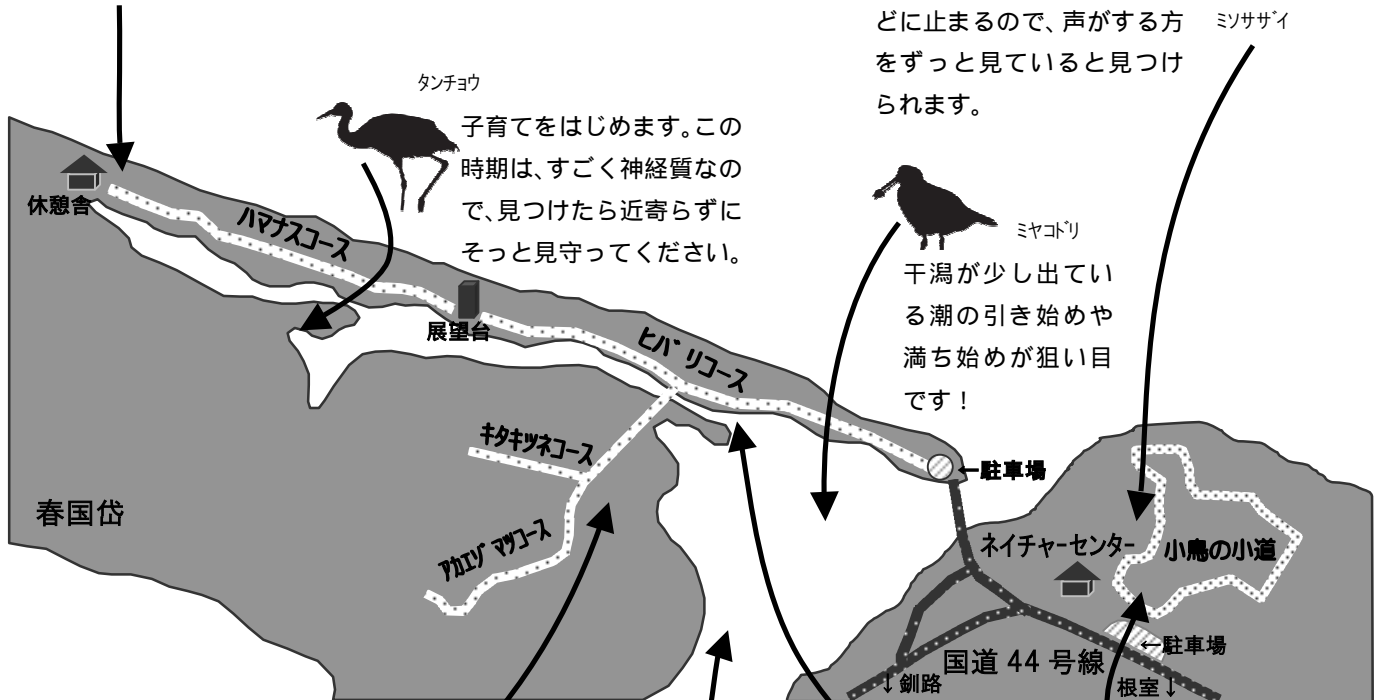 どに止まるので、声がする方
をずっと見ていると見つけ
られます。
ミソサザイ
タンチョウ
子育てをはじめます。この
時期は、すごく神経質なの
で、見つけたら近寄らずに
そっと見守ってください。
ミヤコドリ
干潟が少し出てい
る潮の引き始めや
満ち始めが狙い目
です！
休憩舎
ハマナスコース
展望台
ヒバリコース
キタキツネコース
アカエゾマツコース
春国岱
←駐車場
ネイチャーセンター
小鳥の小道
←駐車場
国道44号線
↓釧路
根室↓